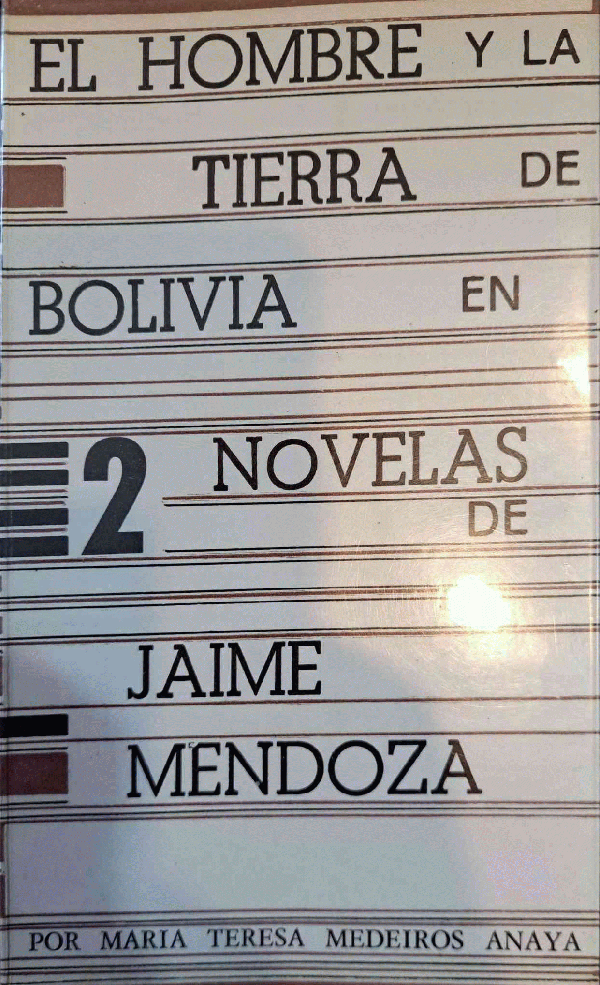 EL HOMBRE Y LA
TIERRA DE
BOLIVIA EN
2 NOVELAS
DE
JAIME
MENDOZA
POR MARIA TERESA MEDEIROS ANAYA